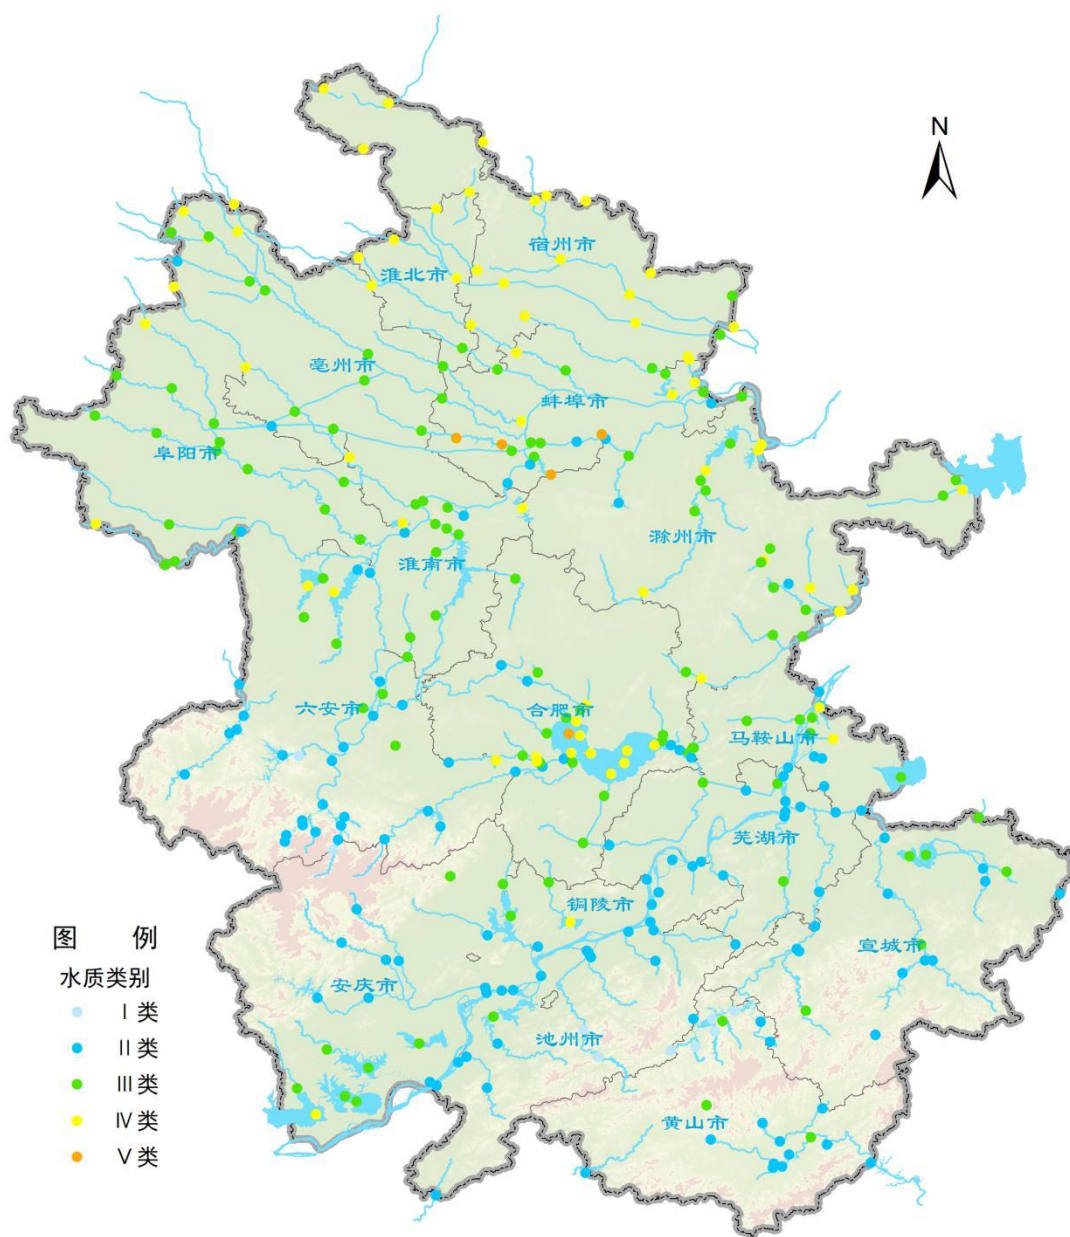 N
宿州市
淮北市
亳州市
蚌埠市
阜阳市
滁州市
淮南市
六安市
合肥市
马鞍山市
芜湖市
铜陵市
宣城市
安庆市
池州市
黄山市
图 例
水质类别
Ⅰ类
Ⅱ类
Ⅲ类
Ⅳ类
Ⅴ类